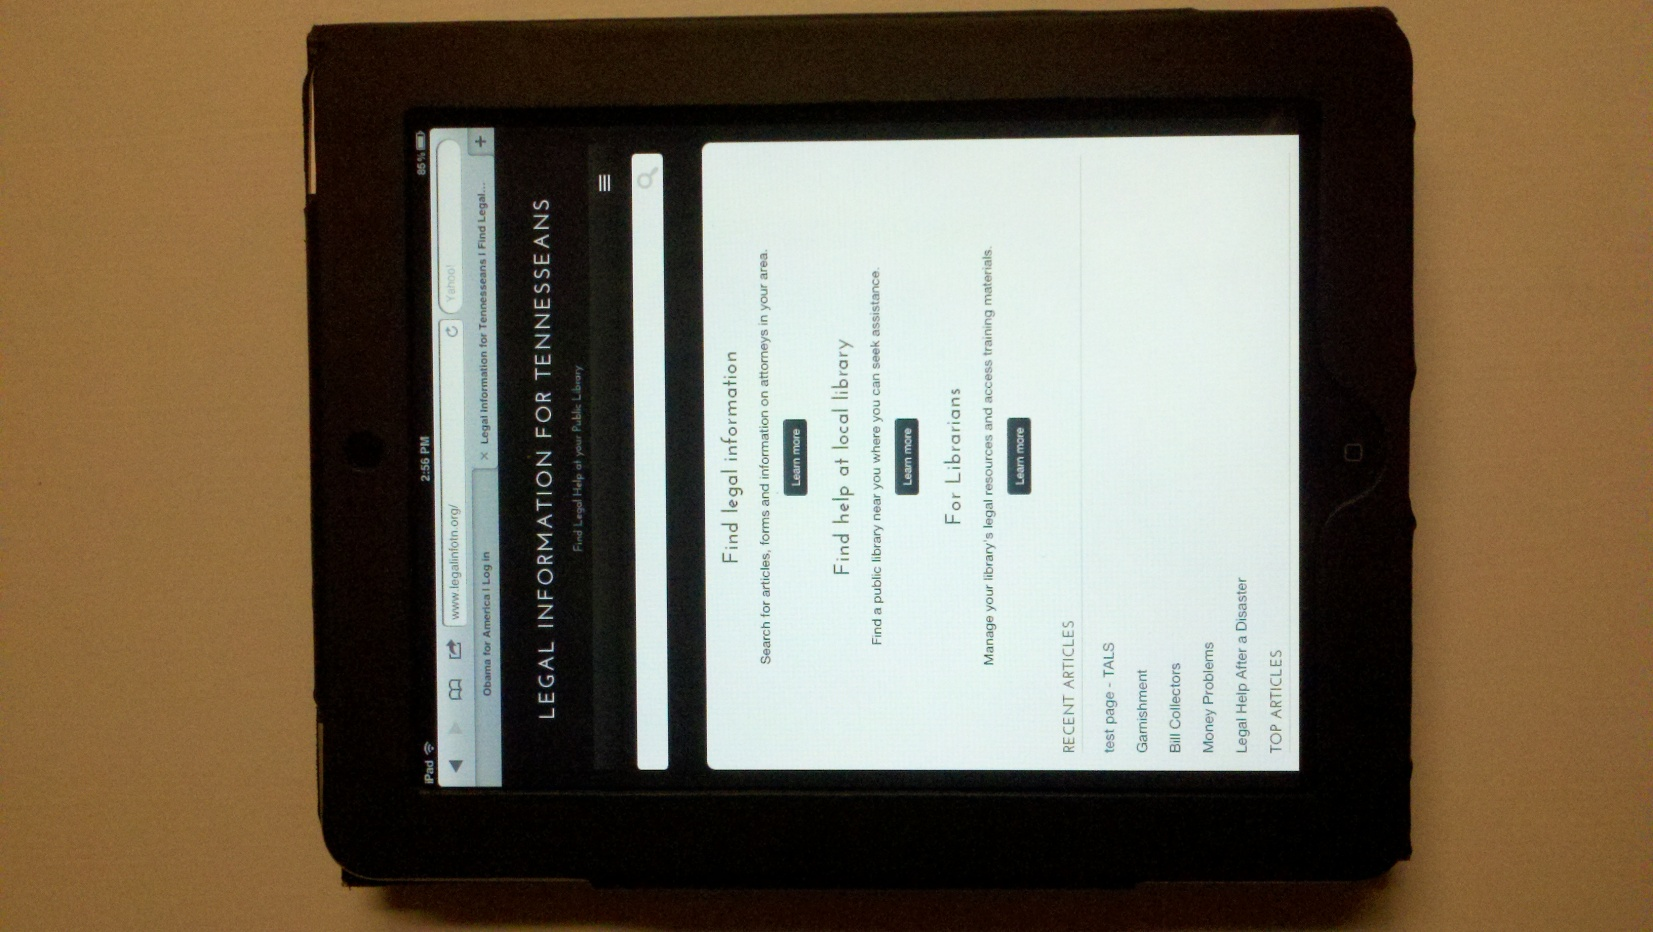 iPad 2:56 PM 86%
www.legalinfotn.org/ Yahoo!
Obama for America | Log in × Legal Information for Tennesseans | Find Legal... +
LEGAL INFORMATION FOR TENNESSEANS
Find Legal Help at your Public Library
Find legal information
Search for articles, forms and information on attorneys in your area.
Learn more
Find help at local library
Find a public library near you where you can seek assistance.
Learn more
For Librarians
Manage your library's legal resources and access training materials.
Learn more
RECENT ARTICLES
test page - TALS
Garnishment
Bill Collectors
Money Problems
Legal Help After a Disaster
TOP ARTICLES